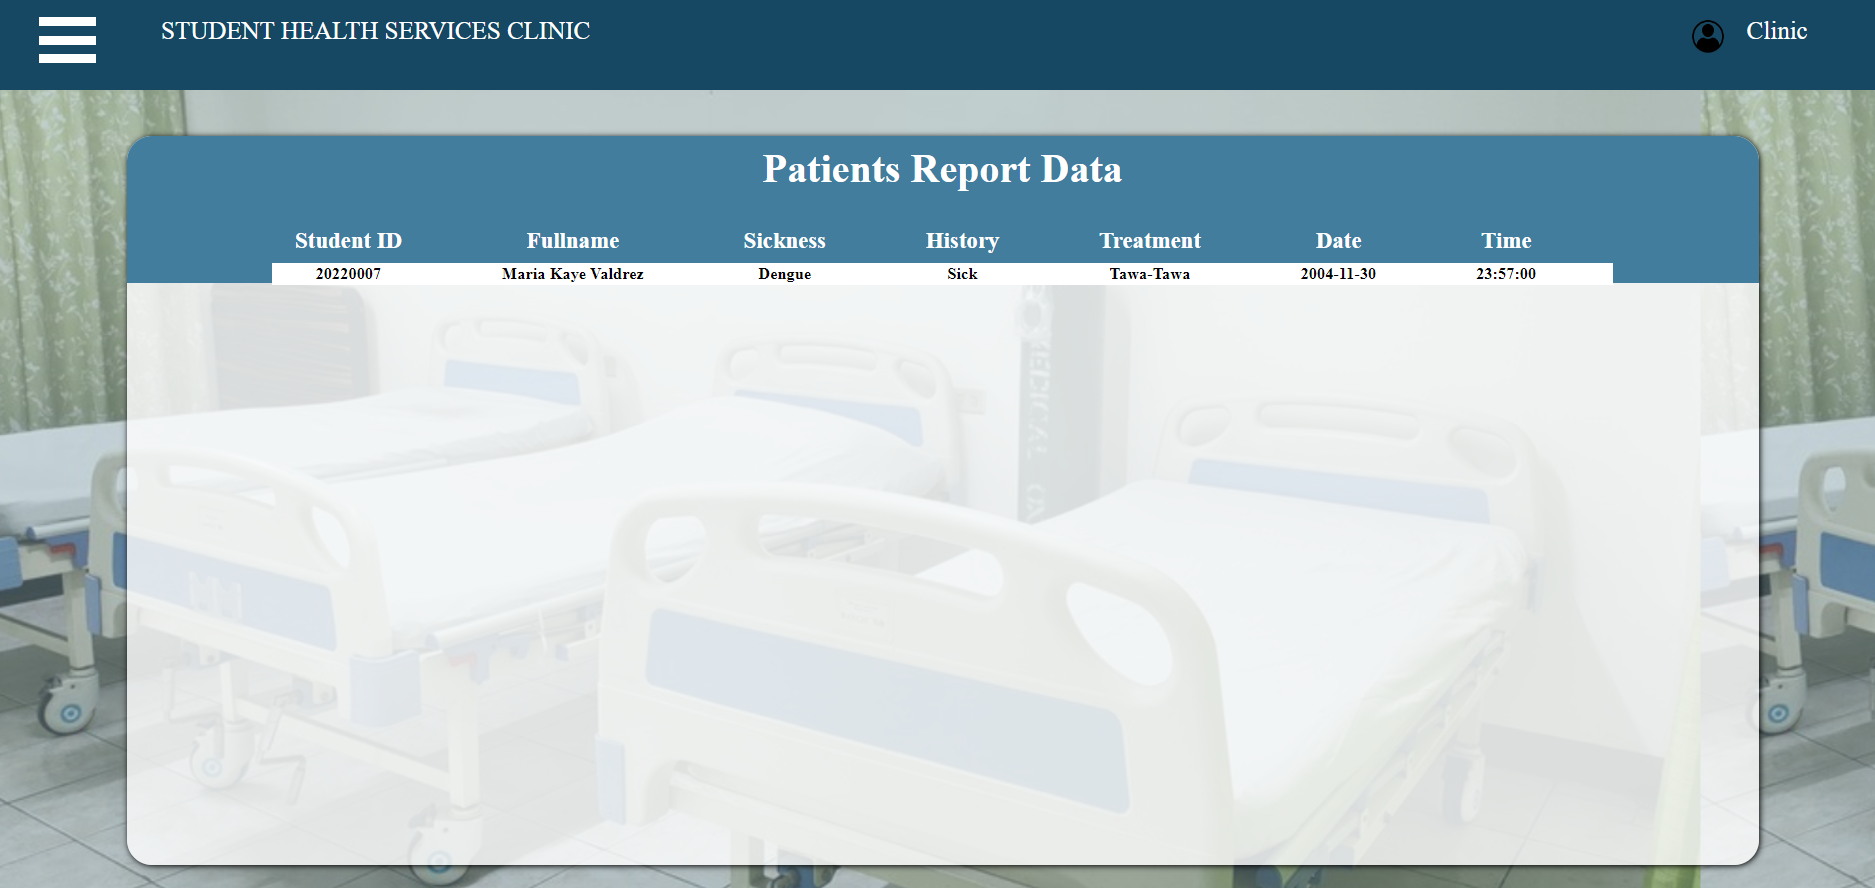 STUDENT HEALTH SERVICES CLINIC
Clinic
Patients Report Data
Student ID Fullname Sickness History Treatment Date Time
20220007 Maria Kaye Valdrez Dengue Sick Tawa-Tawa 2004-11-30 23:57:00
MEDICAL